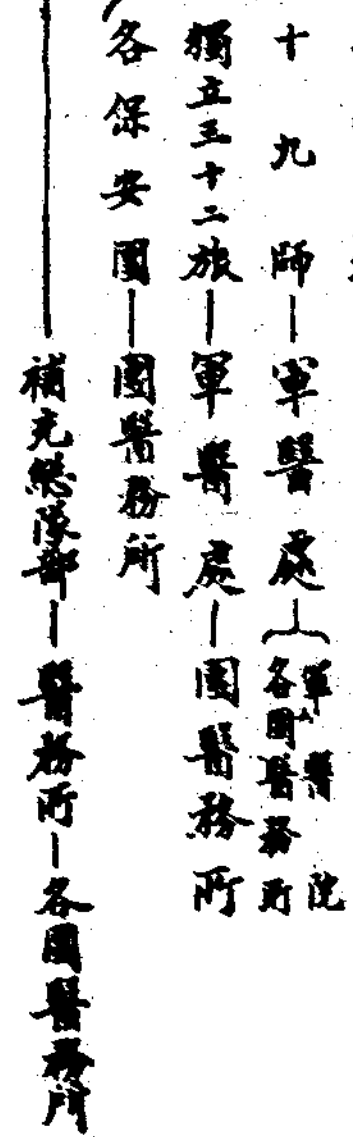 十九師—軍醫處—軍醫院
各團醫務所
獨立三十二旅—軍醫處—團醫務所
各保安團—團醫務所
補充總隊部—醫務所—各團醫務所